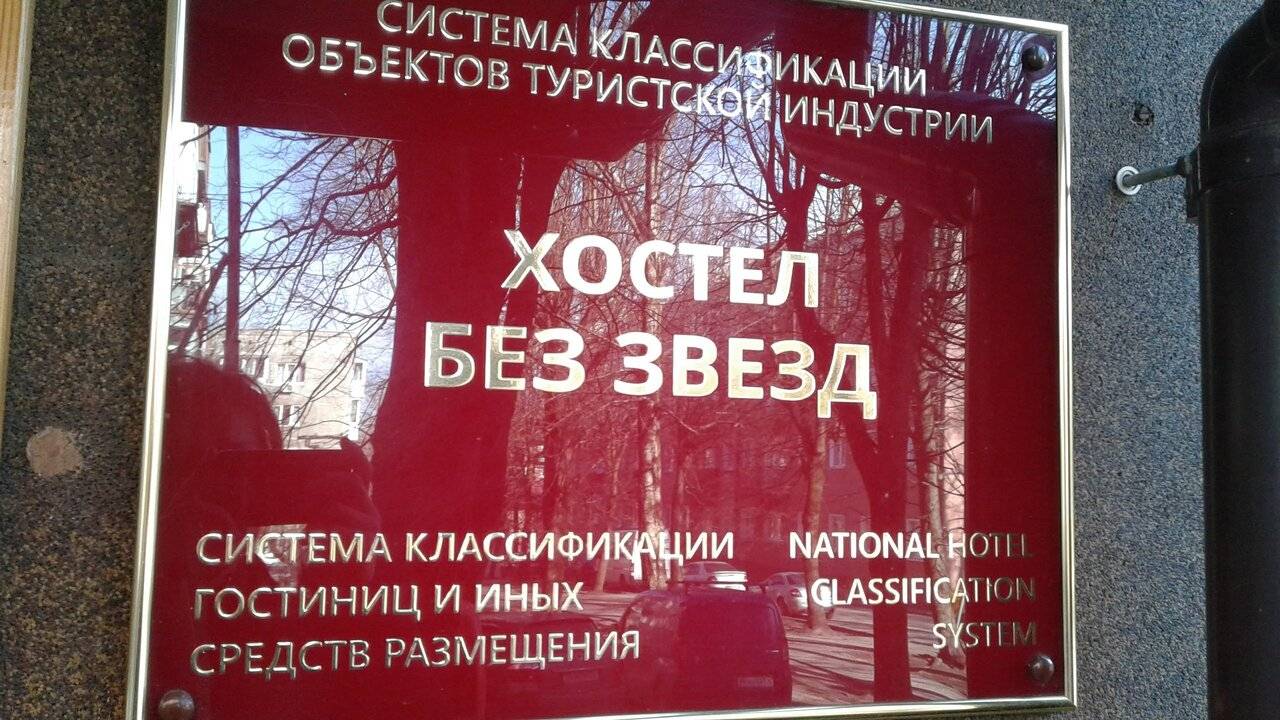 СИСТЕМА КЛАССИФИКАЦИИ
ОБЪЕКТОВ ТУРИСТСКОЙ ИНДУСТРИИ
ХОСТЕЛ
БЕЗ ЗВЕЗД
СИСТЕМА КЛАССИФИКАЦИИ
ГОСТИНИЦ И ИНЫХ
СРЕДСТВ РАЗМЕЩЕНИЯ
NATIONAL HOTEL
CLASSIFICATION
SYSTEM